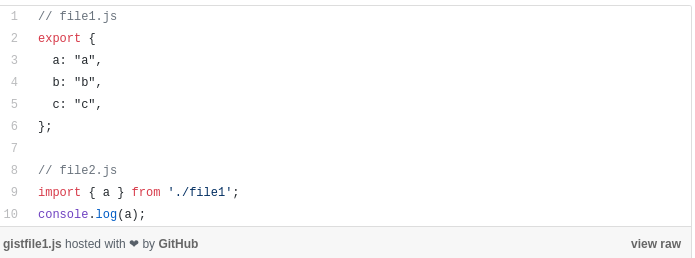 1 // file1.js
2 export {
3   a: "a",
4   b: "b",
5   c: "c",
6 };
7
8 // file2.js
9 import { a } from './file1';
10 console.log(a);
gistfile1.js hosted with ❤ by GitHub view raw